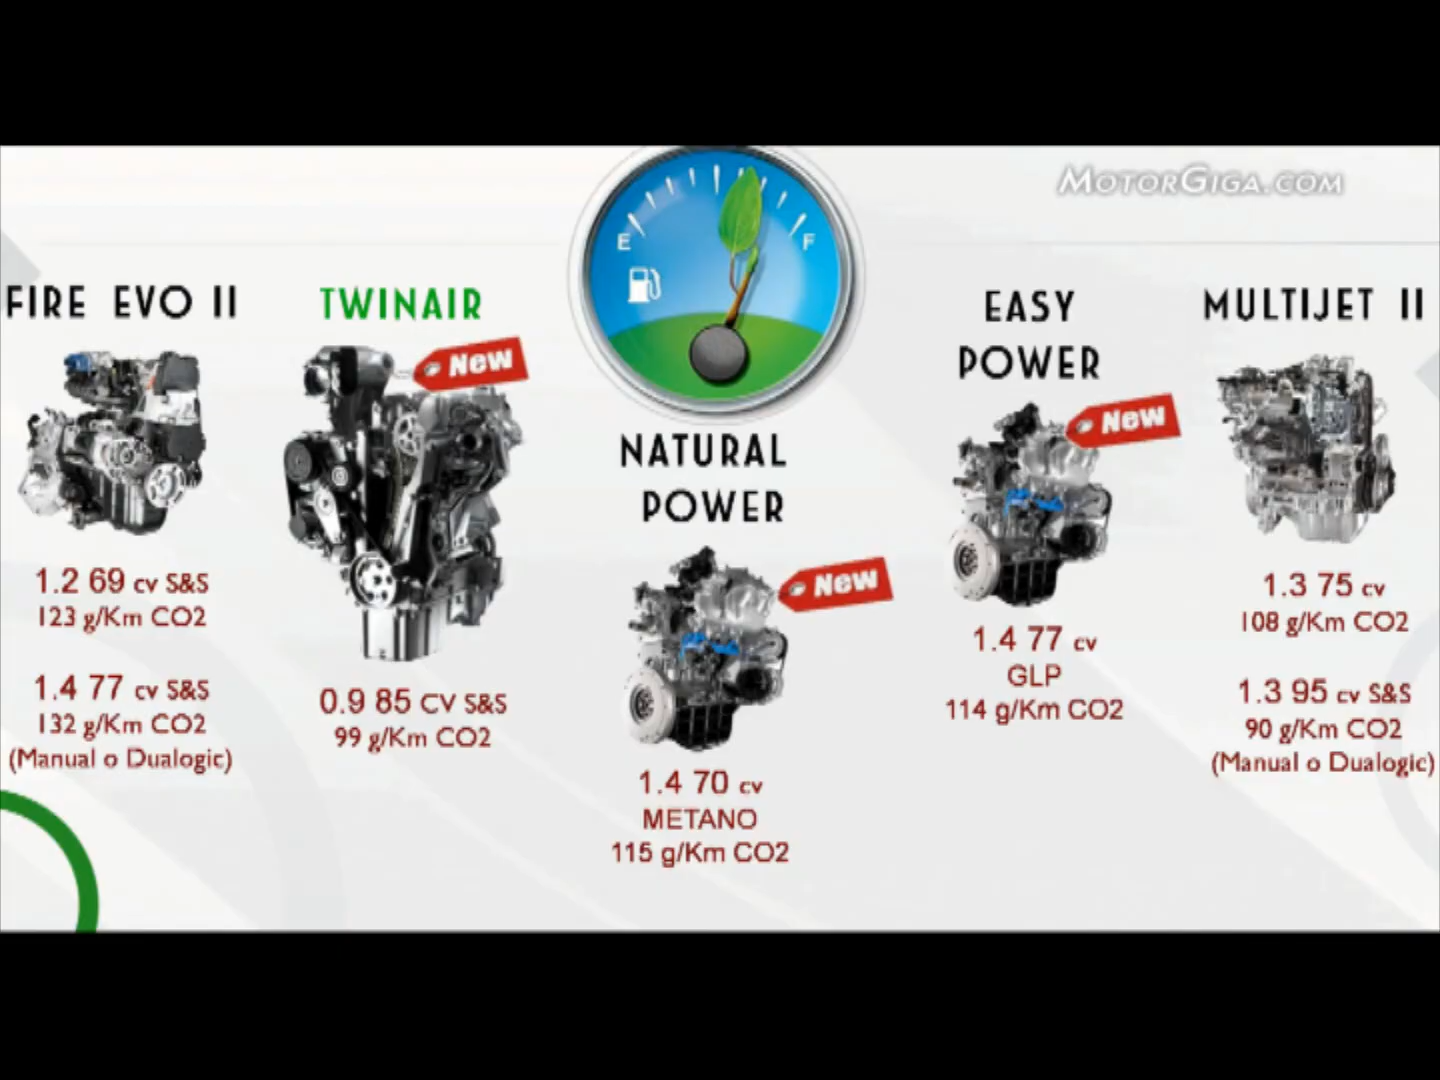 MOTORGIGA.COM
E
F
FIRE EVO II
1.2 69 cv S&S
123 g/Km CO2
1.4 77 cv S&S
132 g/Km CO2
(Manual o Dualogic)
TWINAIR
New
0.9 85 CV S&S
99 g/Km CO2
NATURAL
POWER
New
1.4 70 cv
METANO
115 g/Km CO2
EASY
POWER
New
1.4 77 cv
GLP
114 g/Km CO2
MULTIJET II
1.3 75 cv
108 g/Km CO2
1.3 95 cv S&S
90 g/Km CO2
(Manual o Dualogic)